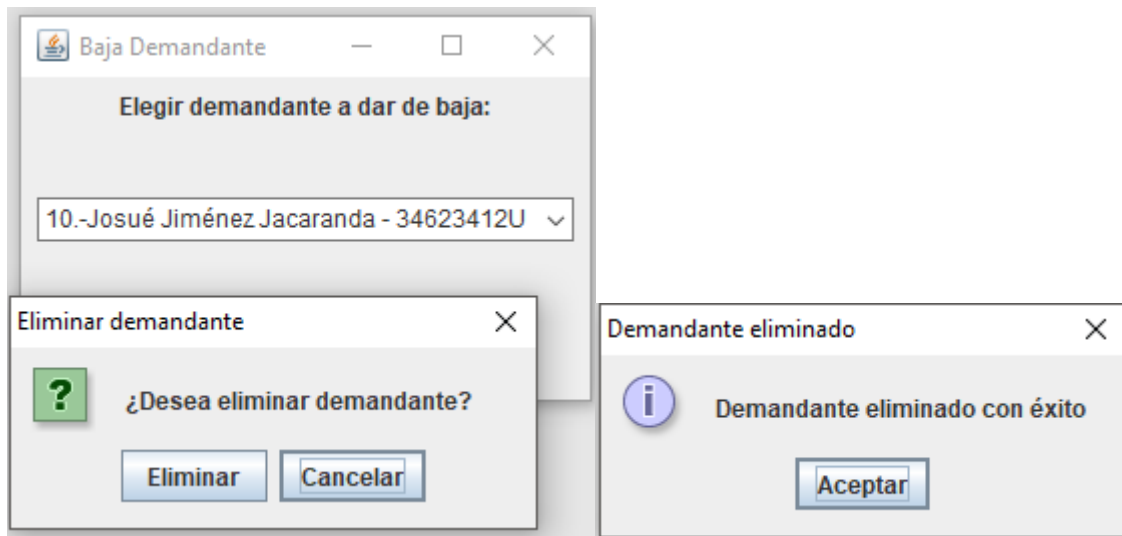 Baja Demandante
Elegir demandante a dar de baja:
10.-Josué Jiménez Jacaranda - 34623412U
Eliminar demandante
?
¿Desea eliminar demandante?
Eliminar Cancelar
Demandante eliminado
i
Demandante eliminado con éxito
Aceptar